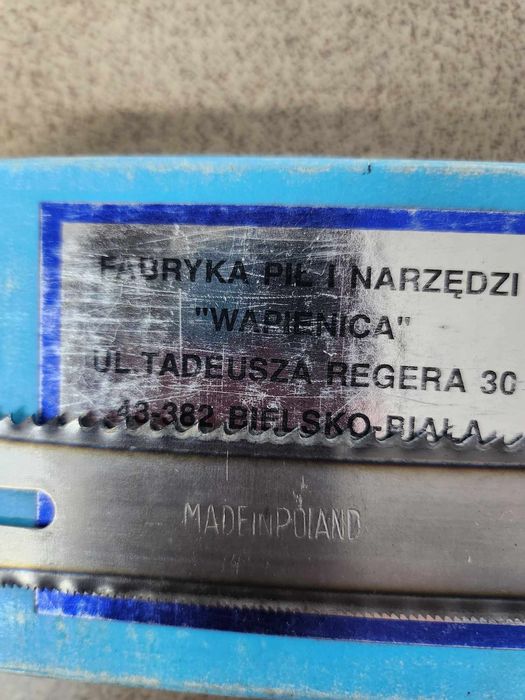 FABRYKA PIŁ I NARZĘDZI
"WAPIENICA"
UL.TADEUSZA REGERA 30
43-382 BIELSKO-BIAŁA
MADE IN POLAND